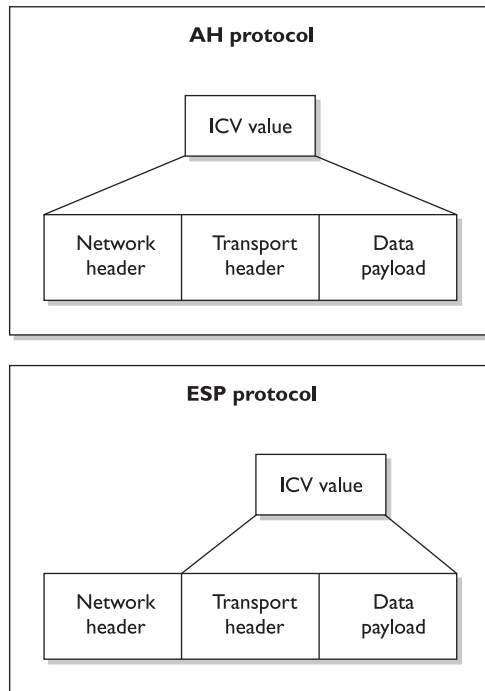 AH protocol
ICV value
Network header
Transport header
Data payload
ESP protocol
ICV value
Network header
Transport header
Data payload